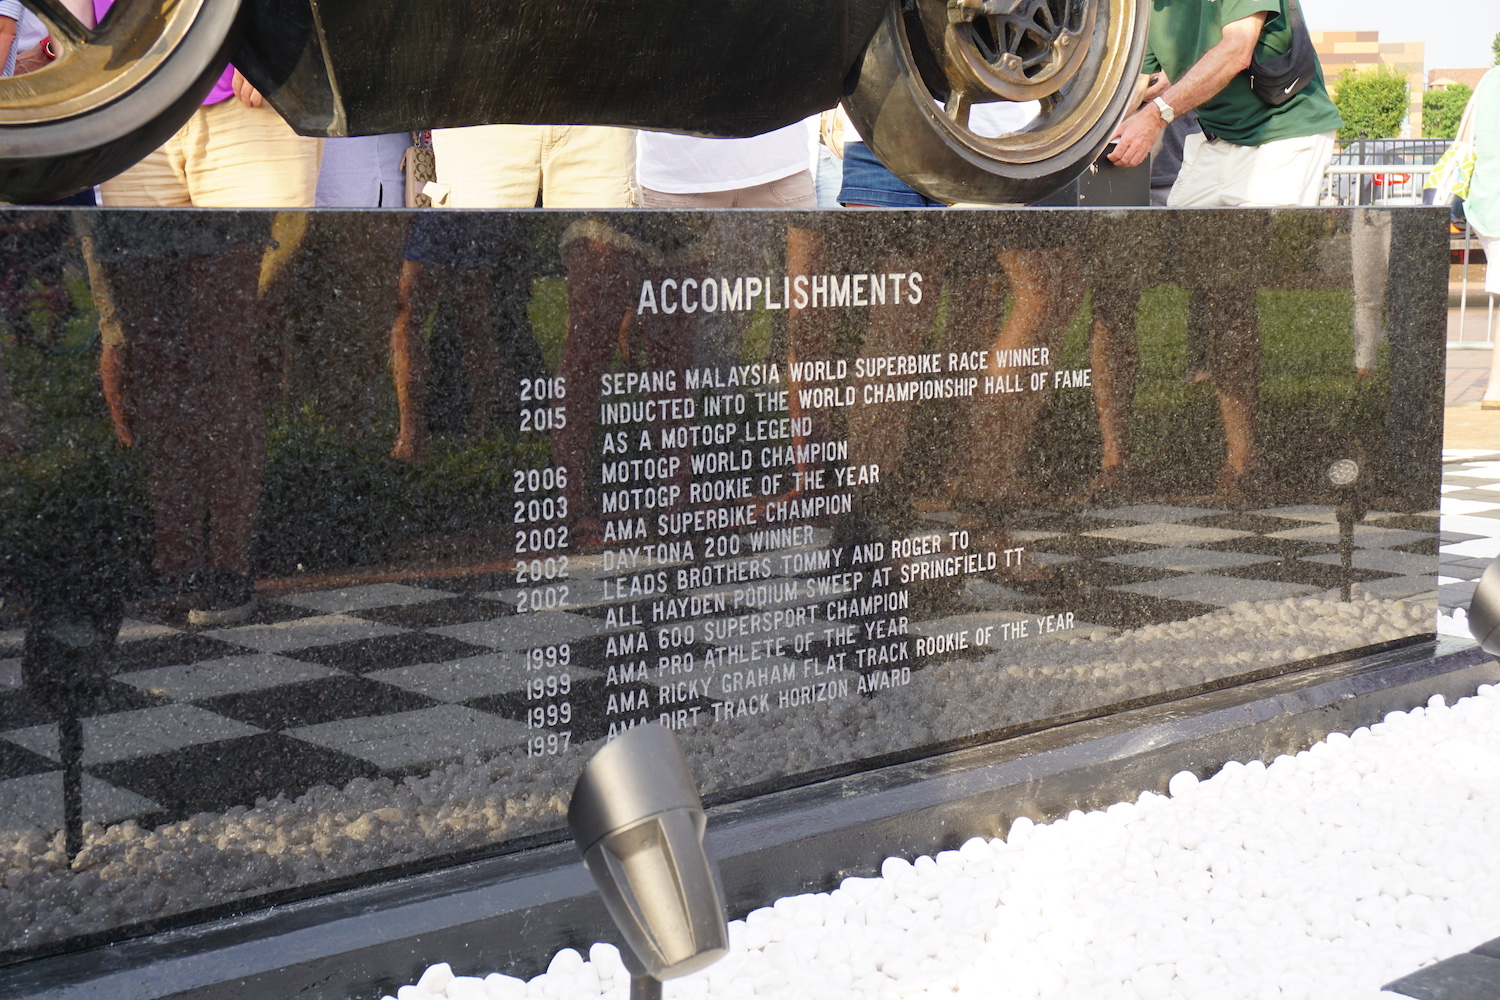 ACCOMPLISHMENTS
2016 SEPANG MALAYSIA WORLD SUPERBIKE RACE WINNER
2015 INDUCTED INTO THE WORLD CHAMPIONSHIP HALL OF FAME
AS A MOTOGP LEGEND
2006 MOTOGP WORLD CHAMPION
2003 MOTOGP ROOKIE OF THE YEAR
2002 AMA SUPERBIKE CHAMPION
2002 DAYTONA 200 WINNER
2002 LEADS BROTHERS TOMMY AND ROGER TO
ALL HAYDEN PODIUM SWEEP AT SPRINGFIELD TT
1999 AMA 600 SUPERSPORT CHAMPION
1999 AMA PRO ATHLETE OF THE YEAR
1999 AMA RICKY GRAHAM FLAT TRACK ROOKIE OF THE YEAR
1997 AMA DIRT TRACK HORIZON AWARD